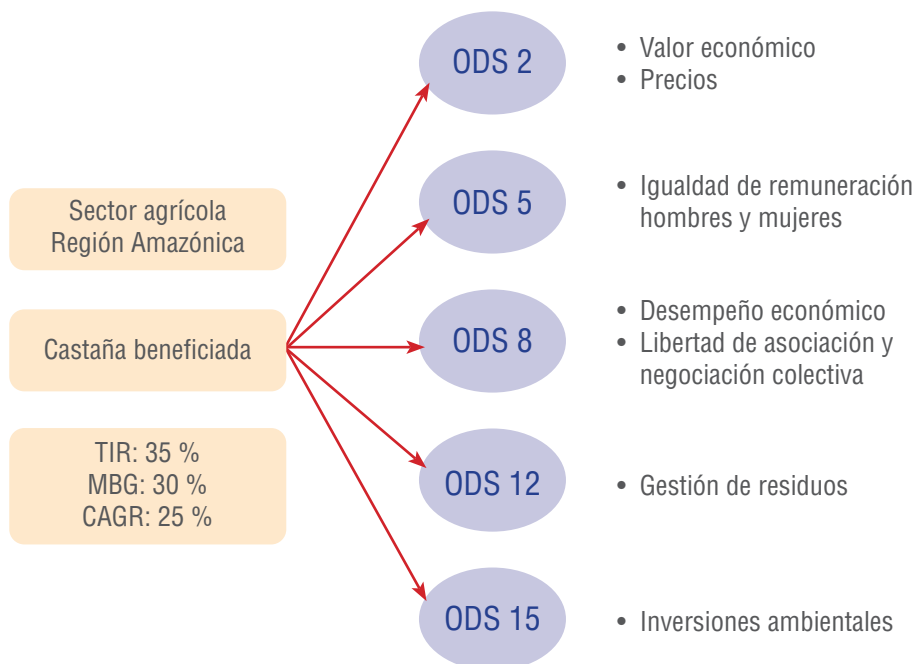 Sector agrícola
Región Amazónica
Castaña beneficiada
TIR: 35 %
MBG: 30 %
CAGR: 25 %
ODS 2
• Valor económico
• Precios
ODS 5
• Igualdad de remuneración
hombres y mujeres
ODS 8
• Desempeño económico
• Libertad de asociación y
negociación colectiva
ODS 12
• Gestión de residuos
ODS 15
• Inversiones ambientales